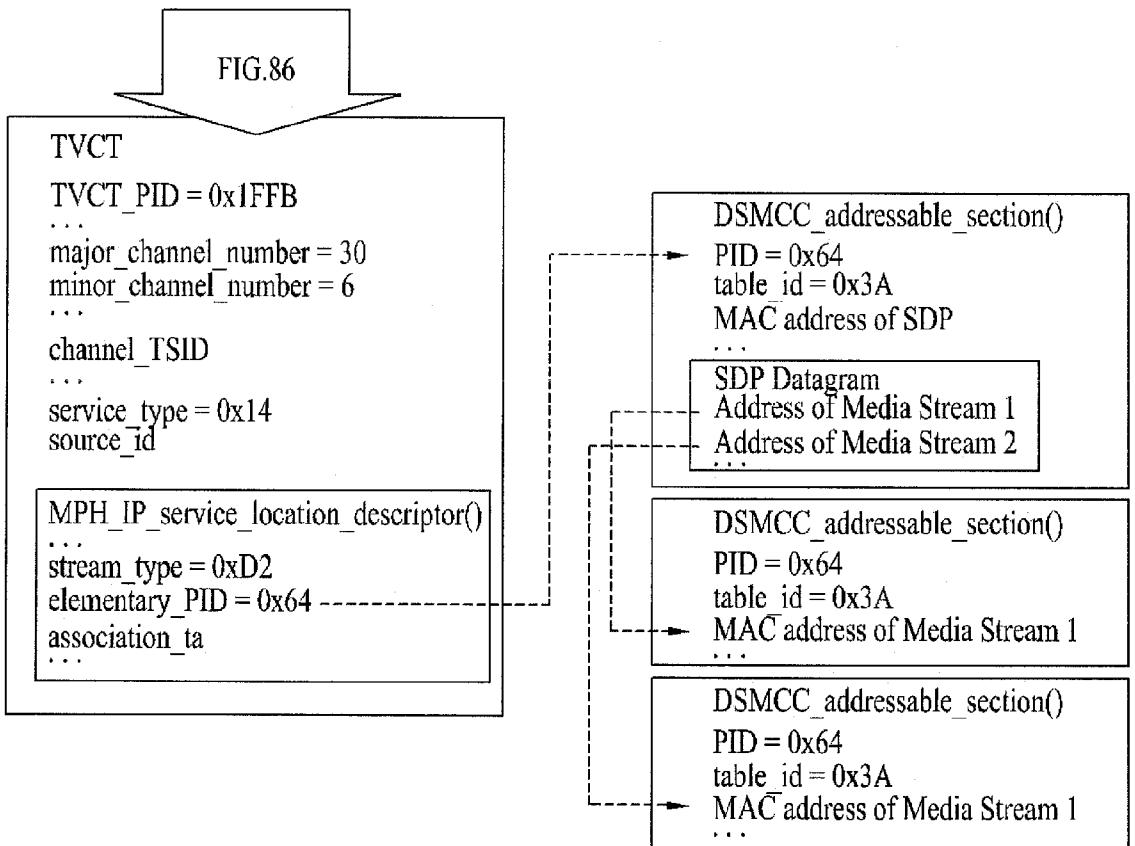 FIG.86
TVCT
TVCT_PID = 0x1FFB
...
major_channel_number = 30
minor_channel_number = 6
...
channel_TSID
...
service_type = 0x14
source_id
MPH_IP_service_location_descriptor()
...
stream_type = 0xD2
elementary_PID = 0x64
association_ta
...
DSMCC_addressable_section()
PID = 0x64
table_id = 0x3A
MAC address of SDP
...
SDP Datagram
Address of Media Stream 1
Address of Media Stream 2
...
DSMCC_addressable_section()
PID = 0x64
table_id = 0x3A
MAC address of Media Stream 1
...
DSMCC_addressable_section()
PID = 0x64
table_id = 0x3A
MAC address of Media Stream 1
...